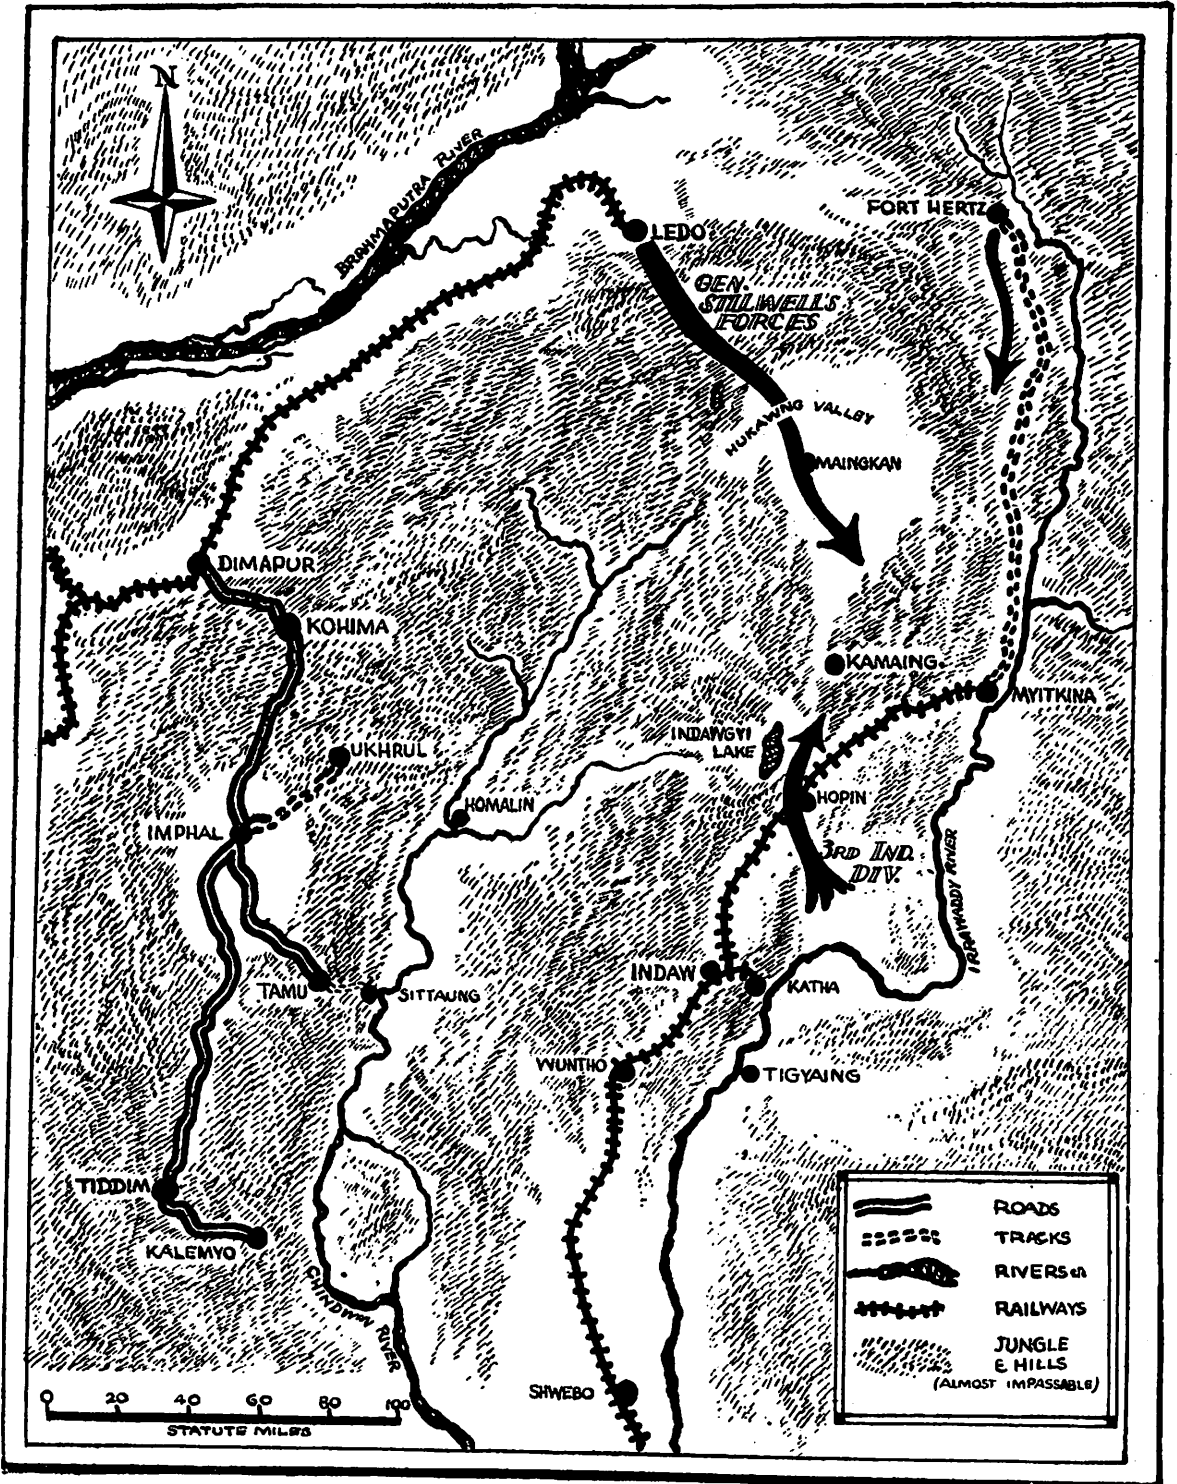 N
BRAHMAPUTRA RIVER
FORT HERTZ
LEDO
GEN.
STILWELL'S
FORCES
HUKAWNG VALLEY
MAINGKAN
DIMAPUR
KOHIMA
KAMAING.
MYITKINA
INDAWGYI
LAKE
UKHRUL
HOMALIN
HOPIN
IMPHAL
3RD IND.
DIV.
IRRAWADDY RIVER
INDAW
KATHA
TAMU
SITTAUNG
WUNTHO
TIGYAING
TIDDIM
KALEMYO
CHINDWIN RIVER
SHWEBO
ROADS
TRACKS
RIVERS
RAILWAYS
JUNGLE
& HILLS
(ALMOST IMPASSABLE)
0 20 40 60 80 100
STATUTE MILES